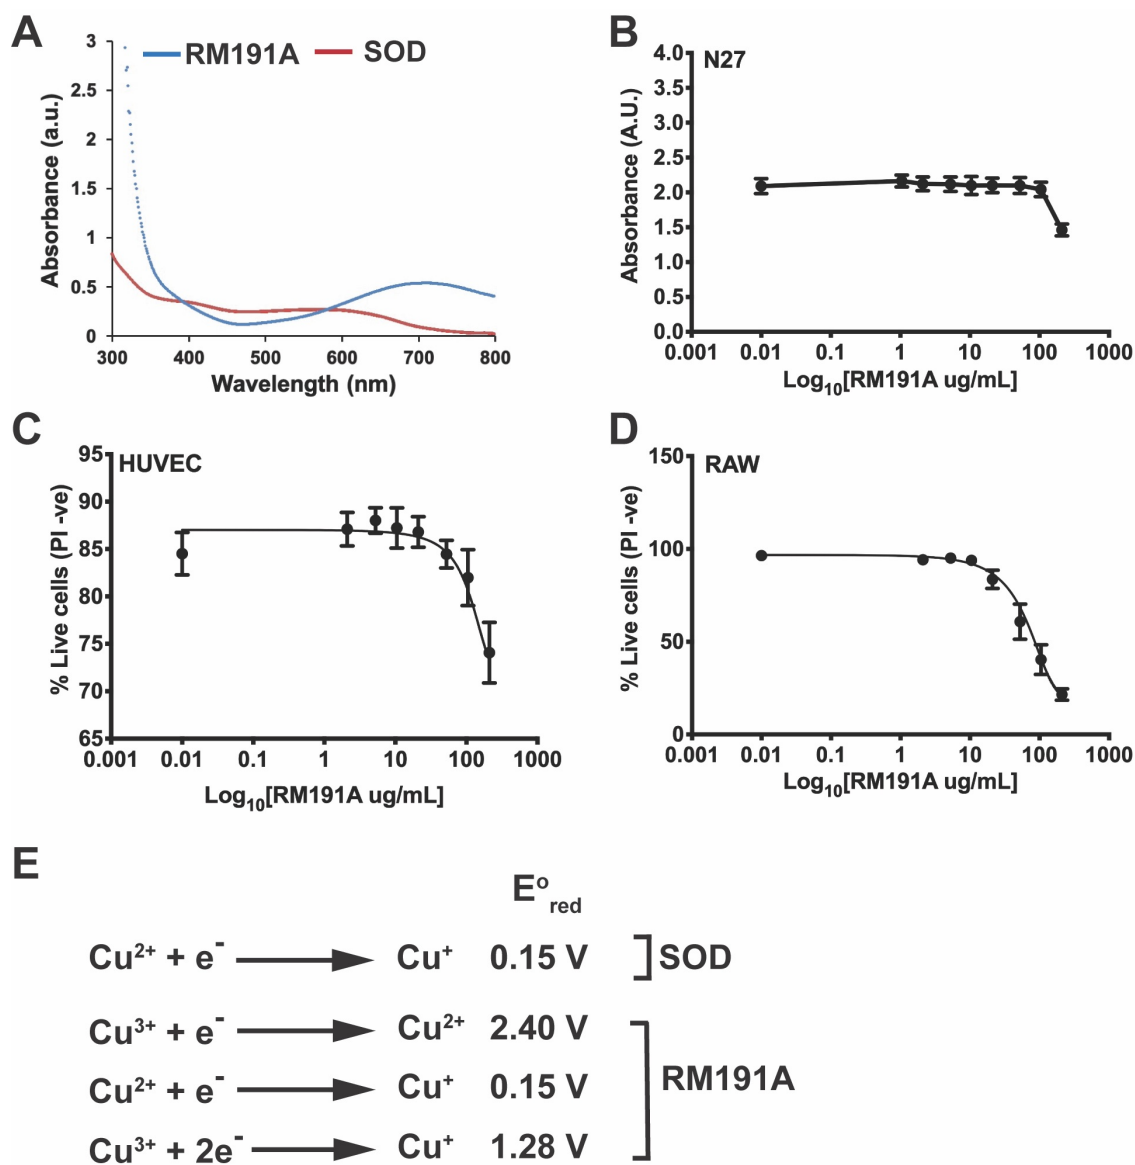 A
RM191A
SOD
Absorbance (a.u.)
3
2.5
2
1.5
1
0.5
0
300 400 500 600 700 800
Wavelength (nm)
B
N27
Absorbance (A.U.)
4.0
3.5
3.0
2.5
2.0
1.5
1.0
0.5
0.0
0.001 0.01 0.1 1 10 100 1000
Log10[RM191A ug/mL]
C
HUVEC
% Live cells (PI -ve)
95
90
85
80
75
70
65
0.001 0.01 0.1 1 10 100 1000
Log10[RM191A ug/mL]
D
RAW
% Live cells (PI -ve)
150
100
50
0
0.001 0.01 0.1 1 10 100 1000
Log10[RM191A ug/mL]
E
E°red
Cu²⁺ + e⁻ → Cu⁺ 0.15 V ] SOD
Cu³⁺ + e⁻ → Cu²⁺ 2.40 V
Cu²⁺ + e⁻ → Cu⁺ 0.15 V
RM191A
Cu³⁺ + 2e⁻ → Cu⁺ 1.28 V